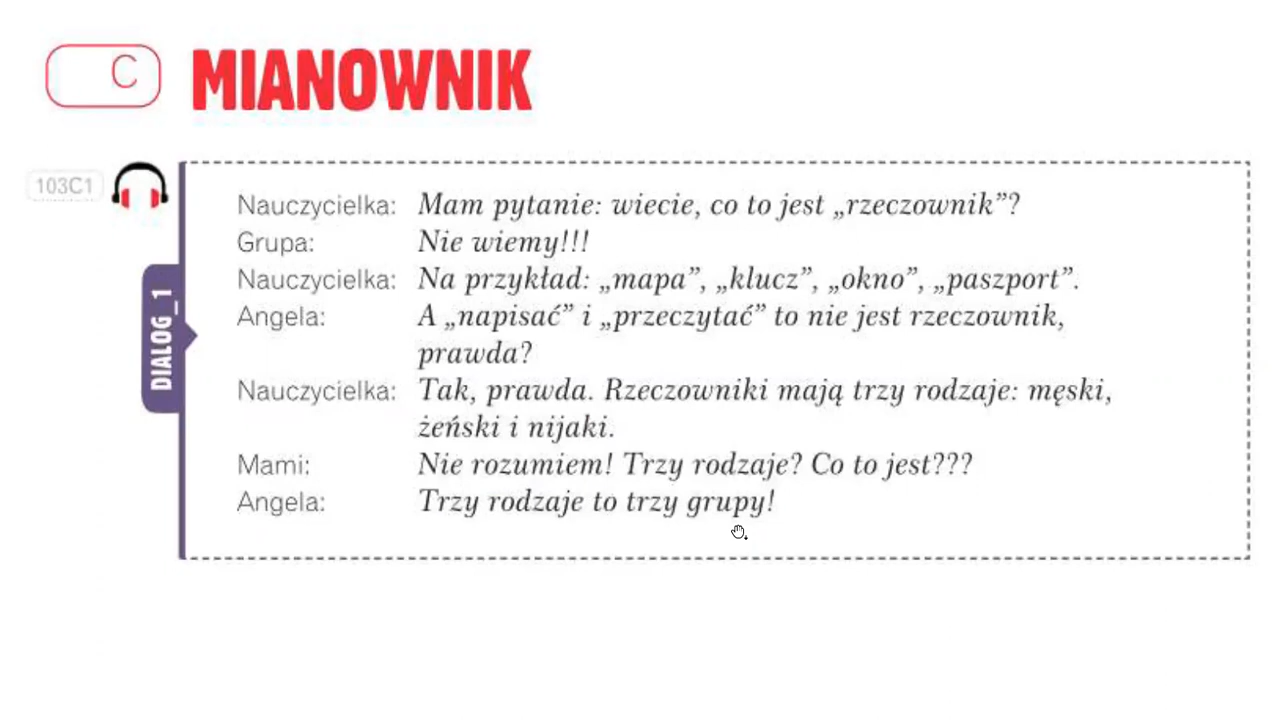 C MIANOWNIK
103C1
DIALOG_1
Nauczycielka: Mam pytanie: wiecie, co to jest „rzeczownik”?
Grupa: Nie wiemy!!!
Nauczycielka: Na przykład: „mapa”, „klucz”, „okno”, „paszport”.
Angela: A „napisać” i „przeczytać” to nie jest rzeczownik,
prawda?
Nauczycielka: Tak, prawda. Rzeczowniki mają trzy rodzaje: męski,
żeński i nijaki.
Mami: Nie rozumiem! Trzy rodzaje? Co to jest???
Angela: Trzy rodzaje to trzy grupy!